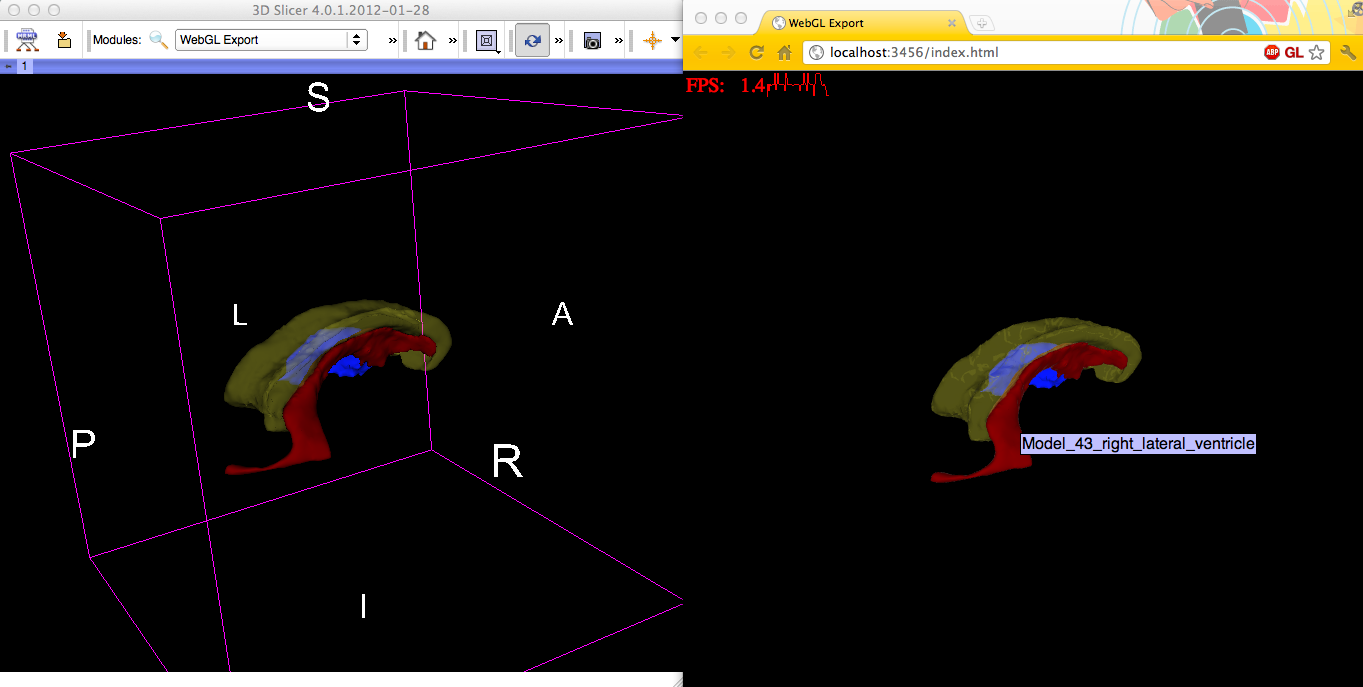 3D Slicer 4.0.1.2012-01-28
MRML
Modules:
WebGL Export
»
»
»
»
1
S
L
A
P
R
I
WebGL Export
localhost:3456/index.html
ABP
GL
FPS: 1.4
Model_43_right_lateral_ventricle